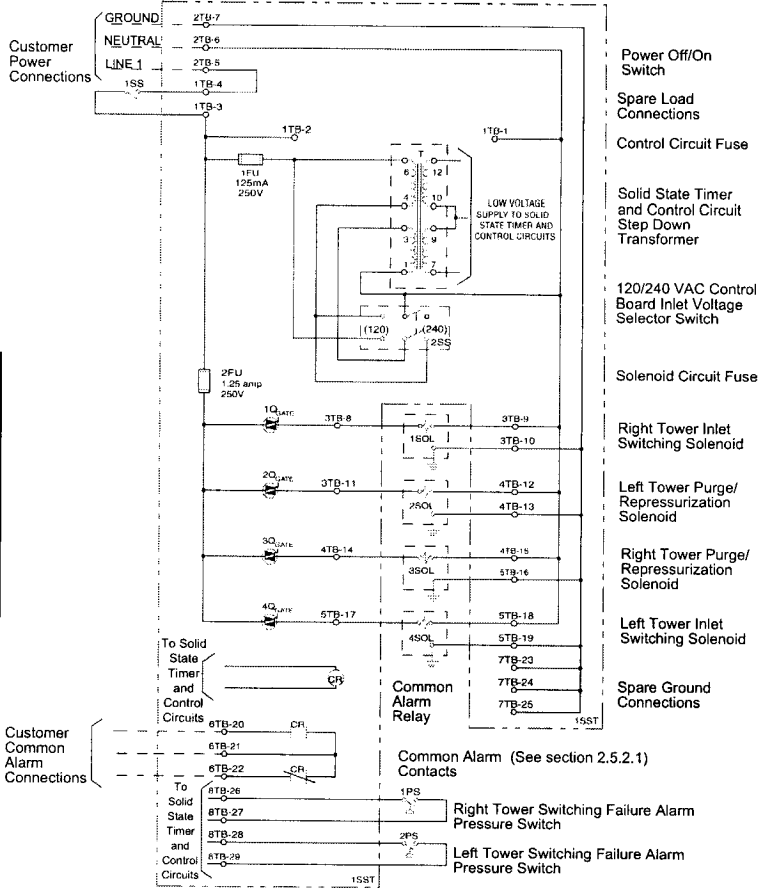 GROUND 2TB-7
NEUTRAL 2TB-6
Customer
Power
Connections
LINE 1 2TB-5
1SS 1TB-4
1TB-3
Power Off/On
Switch
Spare Load
Connections
1TB-2
1TB-1
Control Circuit Fuse
1FU
125mA
250V
T
6 12
4 10
3 9
1 7
LOW VOLTAGE
SUPPLY TO SOLID
STATE TIMER AND
CONTROL CIRCUITS
Solid State Timer
and Control Circuit
Step Down
Transformer
120/240 VAC Control
Board Inlet Voltage
Selector Switch
(120) (240)
2SS
2FU
1.25 amp
250V
Solenoid Circuit Fuse
1Q GATE 3TB-8 1SOL 3TB-9
3TB-10
Right Tower Inlet
Switching Solenoid
2Q GATE 3TB-11 2SOL 4TB-12
4TB-13
Left Tower Purge/
Repressurization
Solenoid
3Q GATE 4TB-14 3SOL 4TB-15
5TB-16
Right Tower Purge/
Repressurization
Solenoid
4Q GATE 5TB-17 4SOL 5TB-18
5TB-19
Left Tower Inlet
Switching Solenoid
7TB-23
7TB-24
7TB-25
Spare Ground
Connections
1SST
To Solid
State
Timer
and
Control
Circuits
CR
Common
Alarm
Relay
Customer
Common
Alarm
Connections
6TB-20 CR
6TB-21
6TB-22 CR
Common Alarm (See section 2.5.2.1)
Contacts
To
Solid
State
Timer
and
Control
Circuits
8TB-26 1PS
8TB-27
Right Tower Switching Failure Alarm
Pressure Switch
8TB-28 2PS
8TB-29
Left Tower Switching Failure Alarm
Pressure Switch
1SST